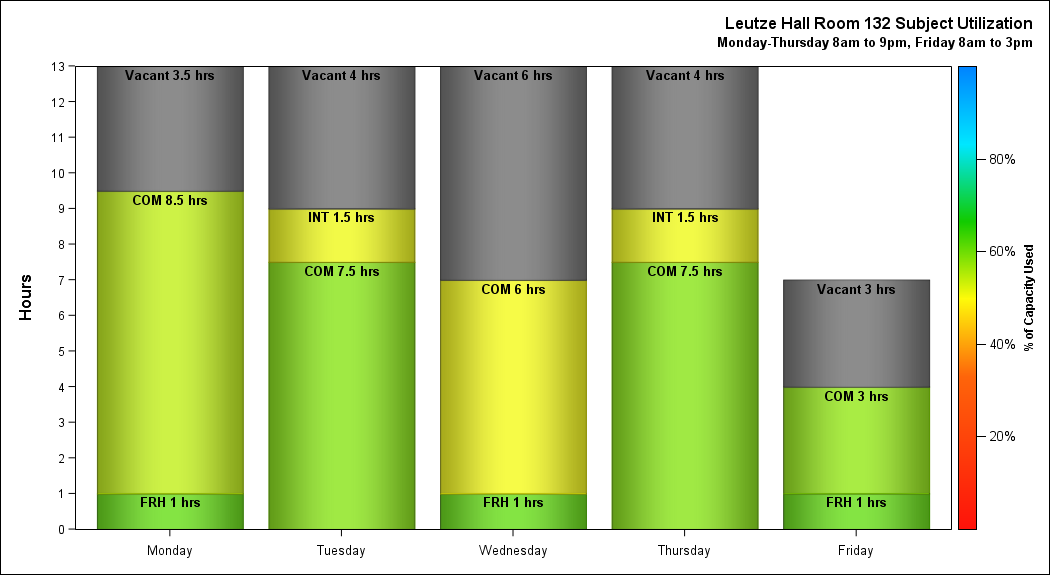 Leutze Hall Room 132 Subject Utilization
Monday-Thursday 8am to 9pm, Friday 8am to 3pm
Hours
13
12
11
10
9
8
7
6
5
4
3
2
1
0
Vacant 3.5 hrs
COM 8.5 hrs
FRH 1 hrs
Vacant 4 hrs
INT 1.5 hrs
COM 7.5 hrs
Vacant 6 hrs
COM 6 hrs
FRH 1 hrs
Vacant 4 hrs
INT 1.5 hrs
COM 7.5 hrs
Vacant 3 hrs
COM 3 hrs
FRH 1 hrs
Monday
Tuesday
Wednesday
Thursday
Friday
80%
60%
40%
20%
% of Capacity Used